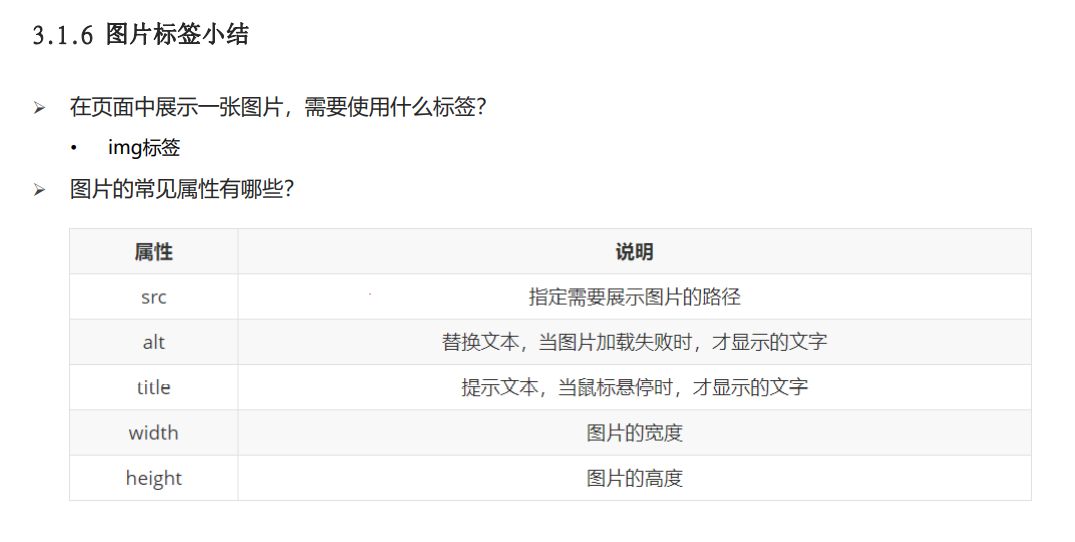 3.1.6 图片标签小结
➢ 在页面中展示一张图片，需要使用什么标签？
• img标签
➢ 图片的常见属性有哪些？
属性 说明
src 指定需要展示图片的路径
alt 替换文本，当图片加载失败时，才显示的文字
title 提示文本，当鼠标悬停时，才显示的文字
width 图片的宽度
height 图片的高度